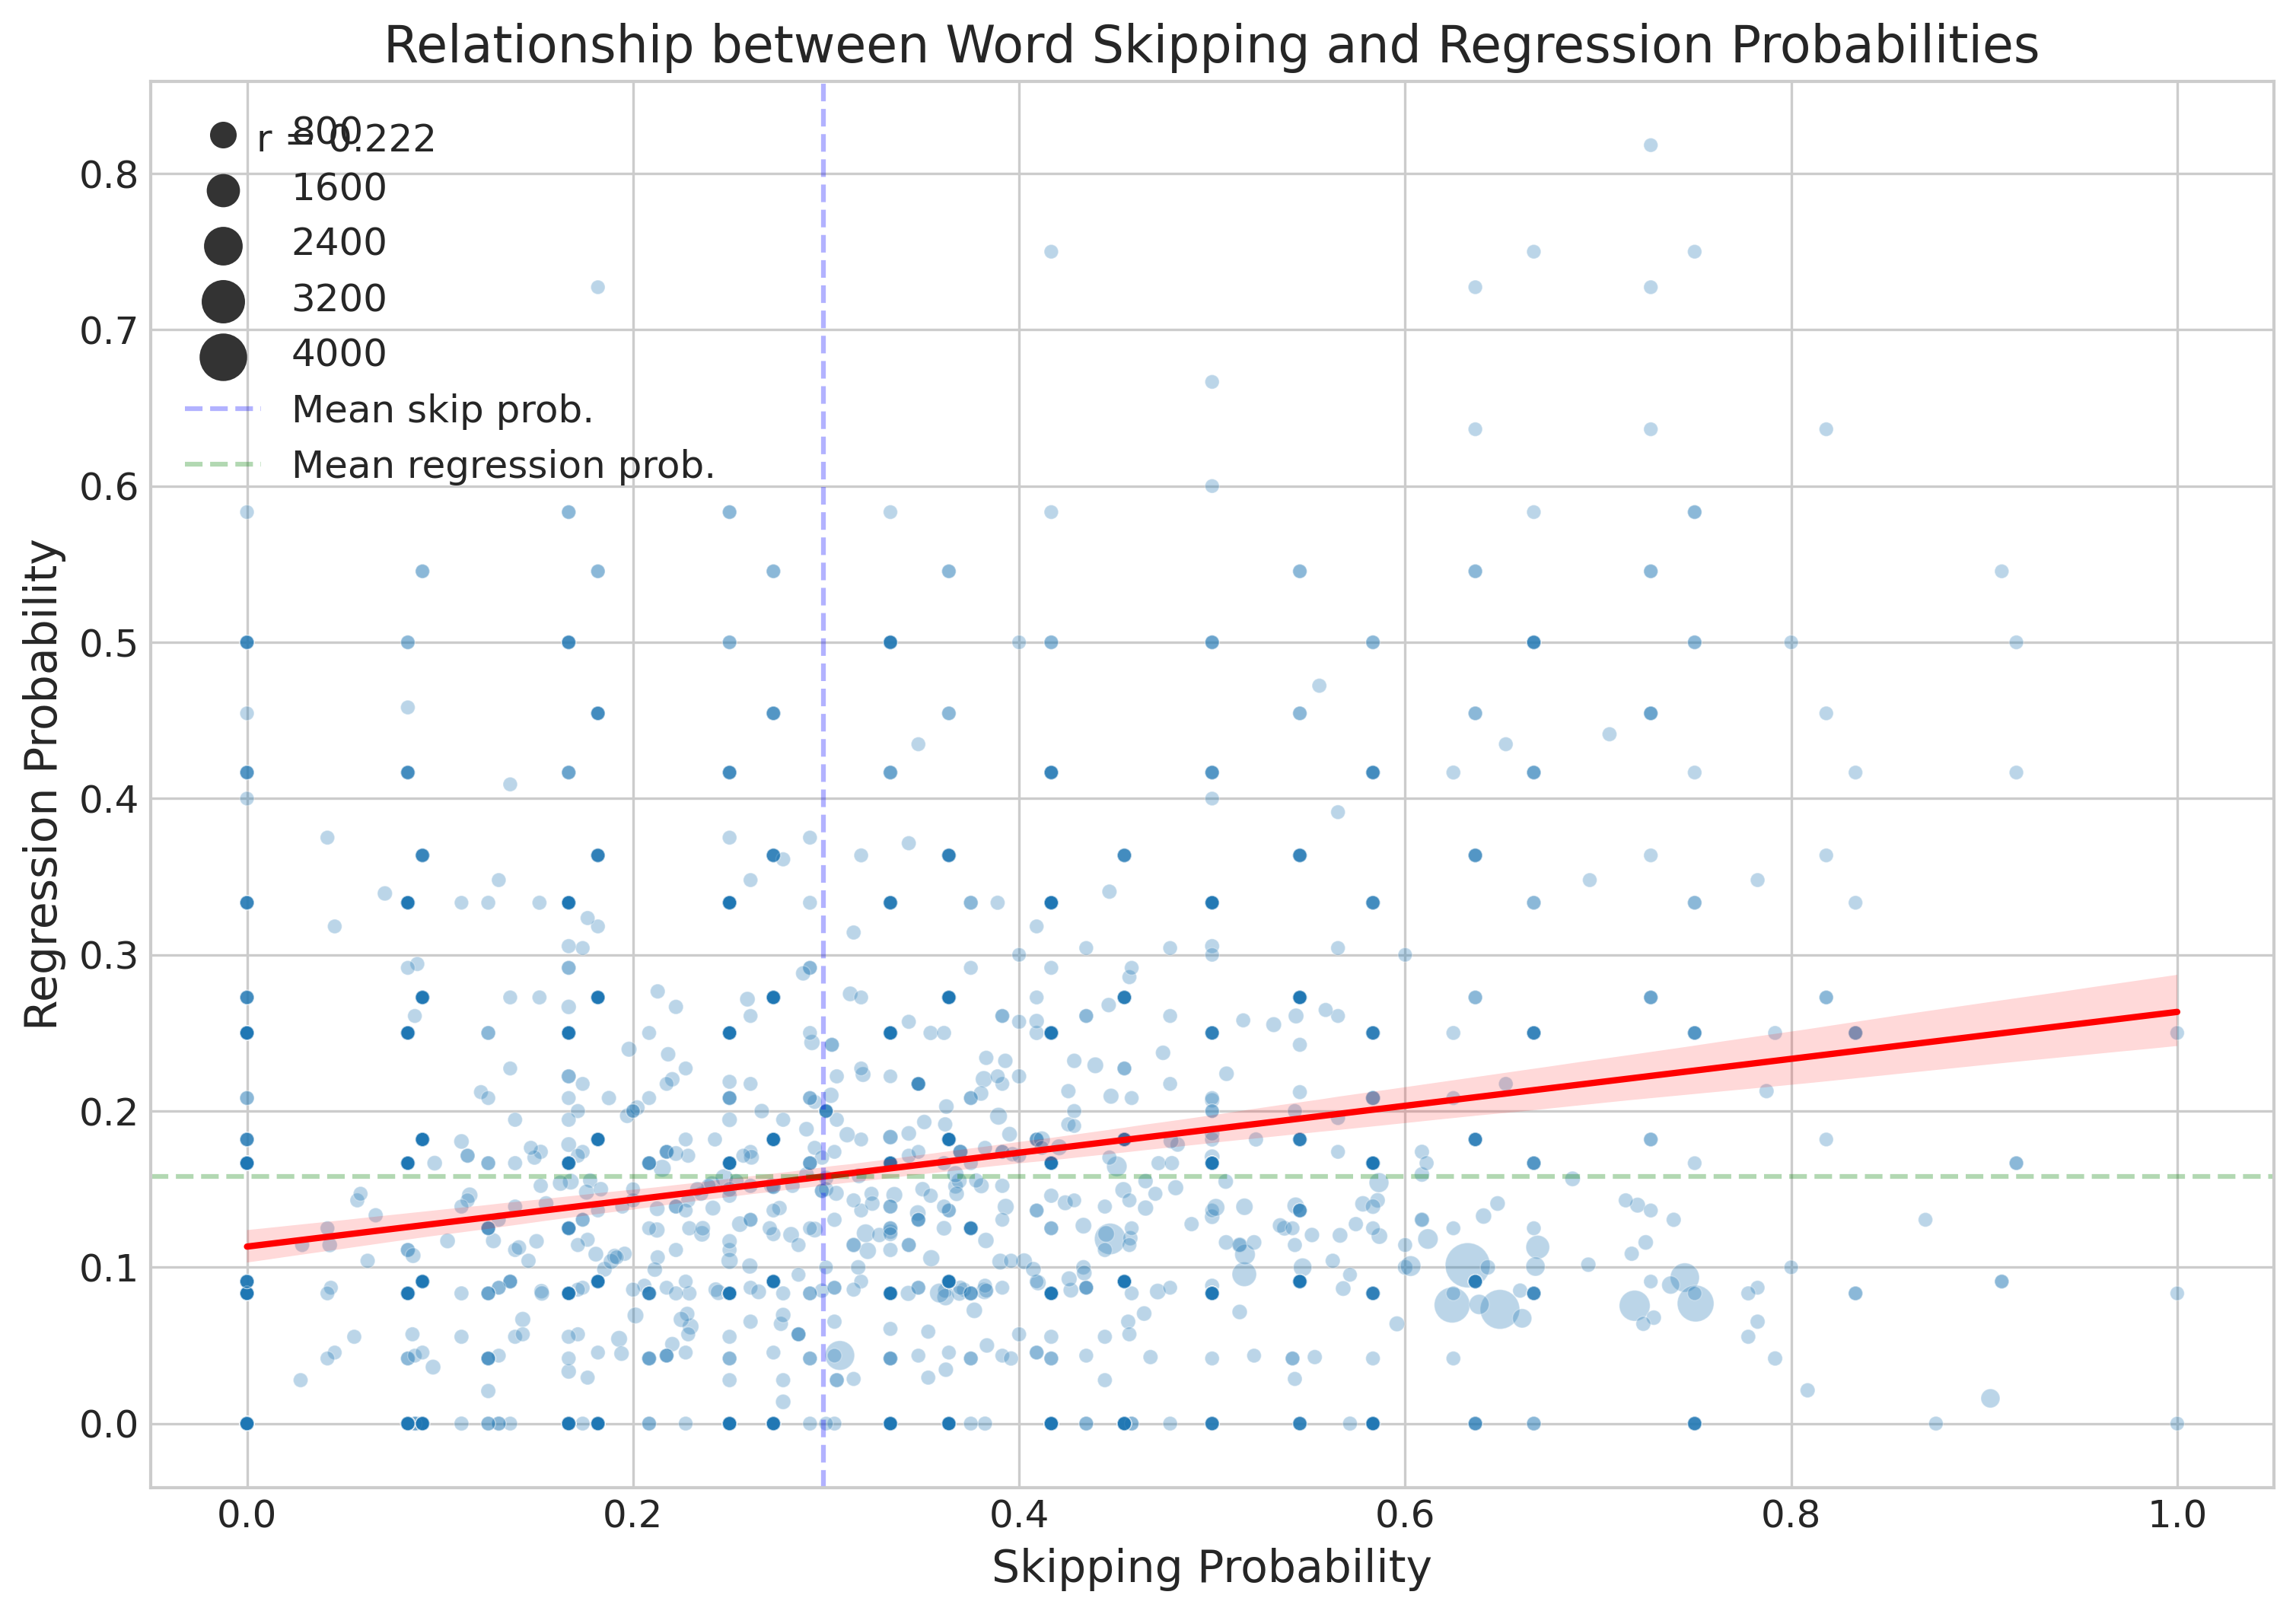 Relationship between Word Skipping and Regression Probabilities
800
r = 0.222
1600
2400
3200
4000
Mean skip prob.
Mean regression prob.
Regression Probability
0.8
0.7
0.6
0.5
0.4
0.3
0.2
0.1
0.0
0.0 0.2 0.4 0.6 0.8 1.0
Skipping Probability